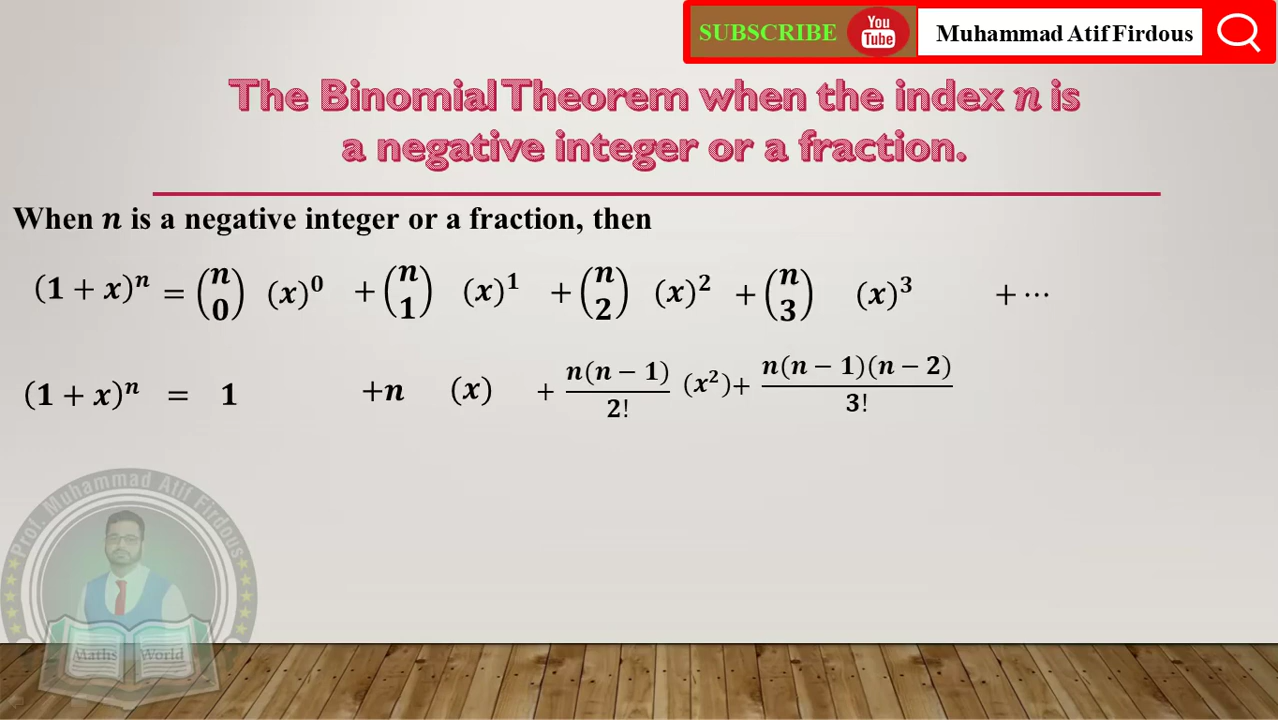 SUBSCRIBE You Tube Muhammad Atif Firdous
The Binomial Theorem when the index n is
a negative integer or a fraction.
When n is a negative integer or a fraction, then
(1 + x)ⁿ = (n 0) (x)⁰ + (n 1) (x)¹ + (n 2) (x)² + (n 3) (x)³ + ⋯
(1 + x)ⁿ = 1 +n (x) + n(n − 1)/2! (x²)+ n(n − 1)(n − 2)/3!
Prof. Muhammad Atif Firdous
Maths World